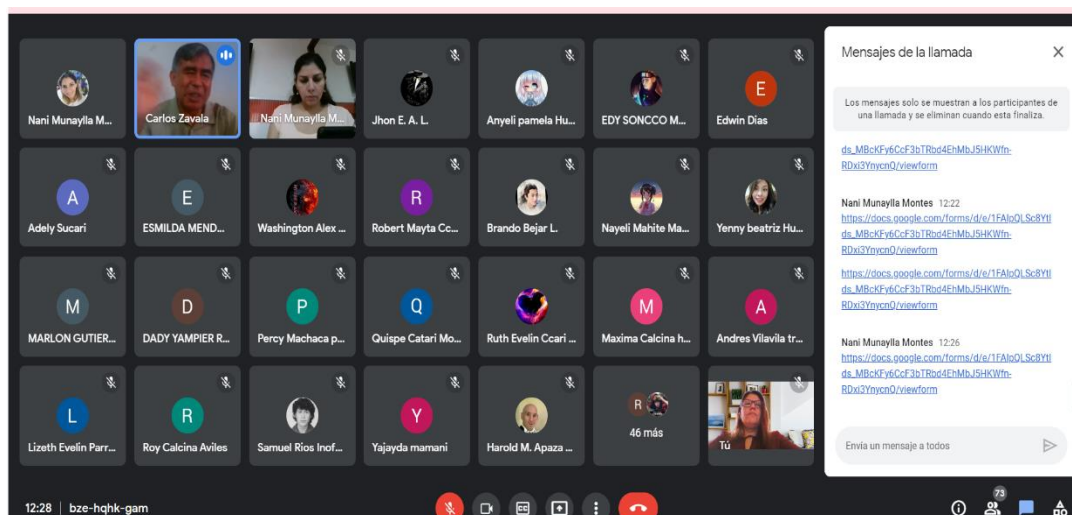 Nani Munaylla M...
Carlos Zavala
Nani Munaylla M...
Jhon E. A. L.
Anyeli pamela Hu...
EDY SONCCO M...
E
Edwin Dias
A
Adely Sucari
E
ESMILDA MEND...
Washington Alex ...
R
Robert Mayta Cc...
Brando Bejar L.
Nayeli Mahite Ma...
Yenny beatriz Hu...
M
MARLON GUTIER...
D
DADY YAMPIER R...
P
Percy Machaca p...
Q
Quispe Catari Mo...
Ruth Evelin Ccari ...
M
Maxima Calcina h...
A
Andres Vilavila tr...
L
Lizeth Evelin Parr...
R
Roy Calcina Aviles
Samuel Rios Inof...
Y
Yajayda mamani
Harold M. Apaza ...
R
46 más
Tú
12:28 | bze-hqhk-gam
73
Mensajes de la llamada
Los mensajes solo se muestran a los participantes de
una llamada y se eliminan cuando esta finaliza.
ds_MBcKFy6CcF3bTRbd4EhMbJ5HKWfn-
RDxi3YnycnQ/viewform
Nani Munaylla Montes 12:22
https://docs.google.com/forms/d/e/1FAIpQLSc8YtI
ds_MBcKFy6CcF3bTRbd4EhMbJ5HKWfn-
RDxi3YnycnQ/viewform
https://docs.google.com/forms/d/e/1FAIpQLSc8YtI
ds_MBcKFy6CcF3bTRbd4EhMbJ5HKWfn-
RDxi3YnycnQ/viewform
Nani Munaylla Montes 12:26
https://docs.google.com/forms/d/e/1FAIpQLSc8YtI
ds_MBcKFy6CcF3bTRbd4EhMbJ5HKWfn-
RDxi3YnycnQ/viewform
Envía un mensaje a todos